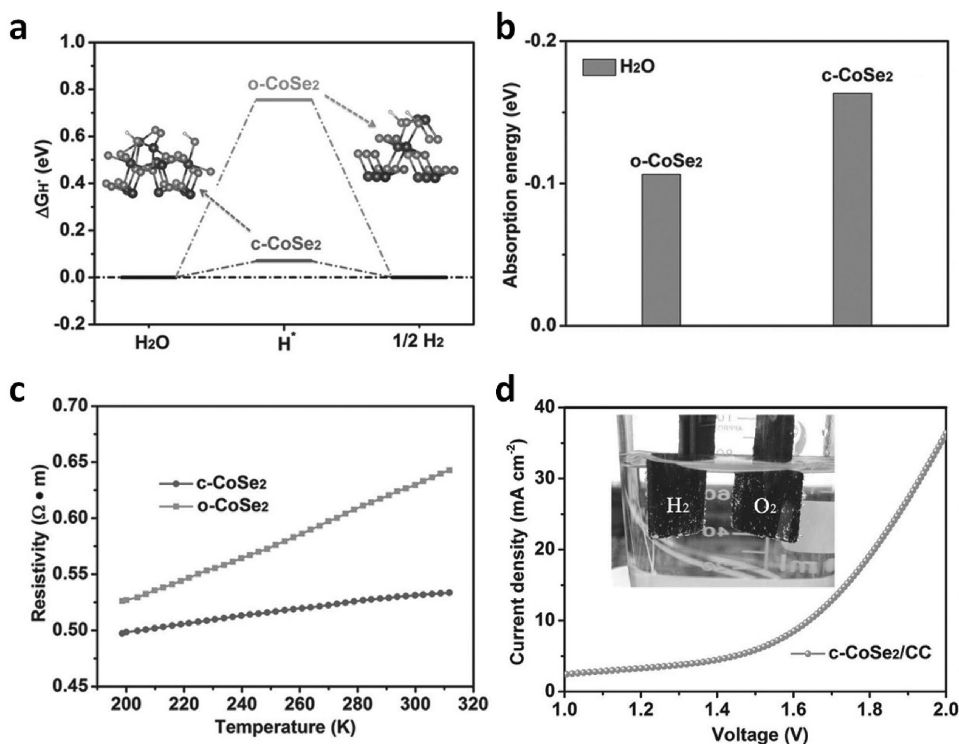 a
1.0
0.8
0.6
0.4
0.2
0.0
-0.2
ΔGH* (eV)
o-CoSe2
c-CoSe2
H2O
H*
1/2 H2
b
-0.2
-0.1
0.0
Absorption energy (eV)
H2O
o-CoSe2
c-CoSe2
c
0.70
0.65
0.60
0.55
0.50
0.45
Resistivity (Ω • m)
c-CoSe2
o-CoSe2
200 220 240 260 280 300 320
Temperature (K)
d
40
30
20
10
0
Current density (mA cm-2)
H2 O2
c-CoSe2/CC
1.0 1.2 1.4 1.6 1.8 2.0
Voltage (V)